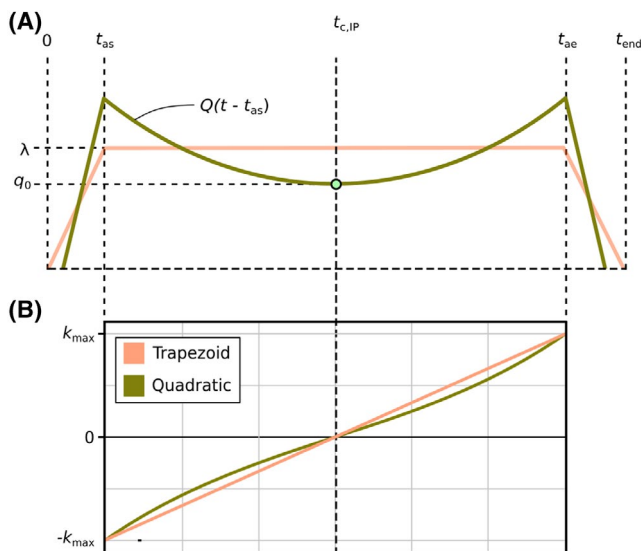 (A)
0 t_as t_c,IP t_ae t_end
Q(t - t_as)
λ
q_0
(B)
k_max
Trapezoid
Quadratic
0
-k_max